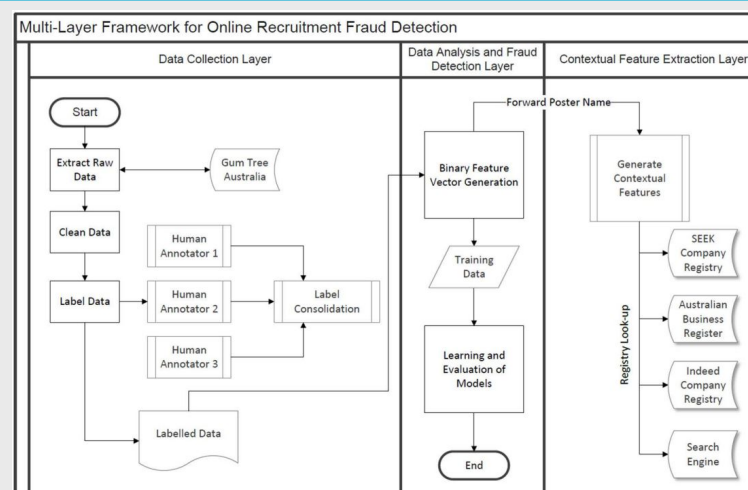 Multi-Layer Framework for Online Recruitment Fraud Detection
Data Collection Layer
Data Analysis and Fraud
Detection Layer
Contextual Feature Extraction Layer
Start
Extract Raw
Data
Gum Tree
Australia
Clean Data
Label Data
Human
Annotator 1
Human
Annotator 2
Human
Annotator 3
Label
Consolidation
Labelled Data
Forward Poster Name
Binary Feature
Vector Generation
Training
Data
Learning and
Evaluation of
Models
End
Generate
Contextual
Features
Registry Look-up
SEEK
Company
Registry
Australian
Business
Register
Indeed
Company
Registry
Search
Engine